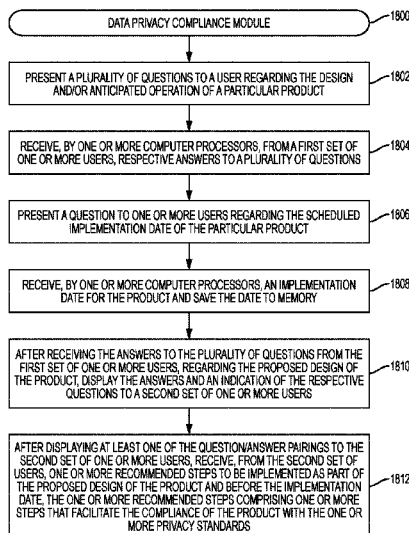 DATA PRIVACY COMPLIANCE MODULE
1800
PRESENT A PLURALITY OF QUESTIONS TO A USER REGARDING THE DESIGN
AND/OR ANTICIPATED OPERATION OF A PARTICULAR PRODUCT
1802
RECEIVE, BY ONE OR MORE COMPUTER PROCESSORS, FROM A FIRST SET OF
ONE OR MORE USERS, RESPECTIVE ANSWERS TO A PLURALITY OF QUESTIONS
1804
PRESENT A QUESTION TO ONE OR MORE USERS REGARDING THE SCHEDULED
IMPLEMENTATION DATE OF THE PARTICULAR PRODUCT
1806
RECEIVE, BY ONE OR MORE COMPUTER PROCESSORS, AN IMPLEMENTATION
DATE FOR THE PRODUCT AND SAVE THE DATE TO MEMORY
1808
AFTER RECEIVING THE ANSWERS TO THE PLURALITY OF QUESTIONS FROM THE
FIRST SET OF ONE OR MORE USERS, REGARDING THE PROPOSED DESIGN OF
THE PRODUCT, DISPLAY THE ANSWERS AND AN INDICATION OF THE RESPECTIVE
QUESTIONS TO A SECOND SET OF ONE OR MORE USERS
1810
AFTER DISPLAYING AT LEAST ONE OF THE QUESTION/ANSWER PAIRINGS TO THE
SECOND SET OF ONE OR MORE USERS, RECEIVE, FROM THE SECOND SET OF
USERS, ONE OR MORE RECOMMENDED STEPS TO BE IMPLEMENTED AS PART OF
THE PROPOSED DESIGN OF THE PRODUCT AND BEFORE THE IMPLEMENTATION
DATE, THE ONE OR MORE RECOMMENDED STEPS COMPRISING ONE OR MORE
STEPS THAT FACILITATE THE COMPLIANCE OF THE PRODUCT WITH THE ONE OR
MORE PRIVACY STANDARDS
1812